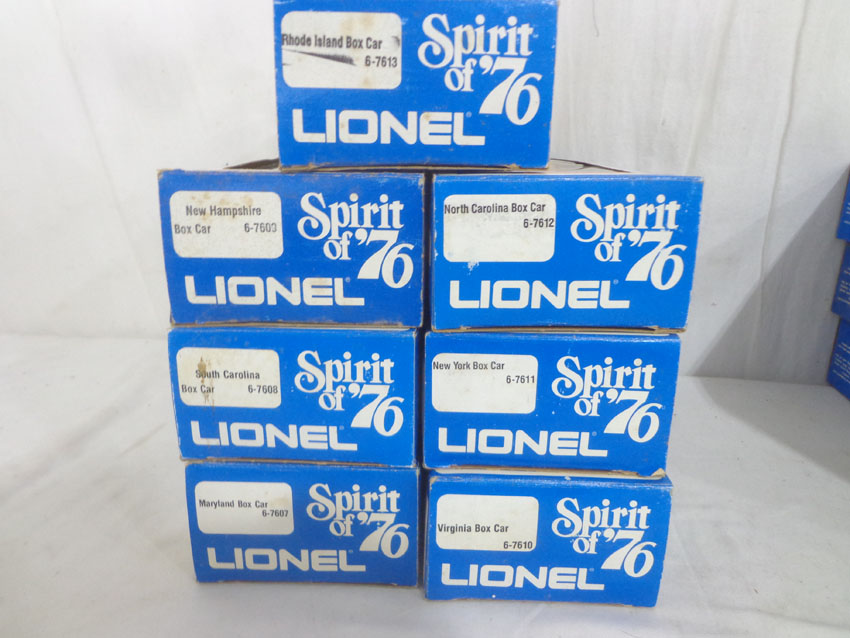 Rhode Island Box Car
6-7613
Spirit
of '76
LIONEL
New Hampshire
Box Car 6-7609
Spirit
of '76
LIONEL
North Carolina Box Car
6-7612
Spirit
of '76
LIONEL
South Carolina
Box Car 6-7608
Spirit
of '76
LIONEL
New York Box Car
6-7611
Spirit
of '76
LIONEL
Maryland Box Car
6-7607
Spirit
of '76
LIONEL
Virginia Box Car
6-7610
Spirit
of '76
LIONEL